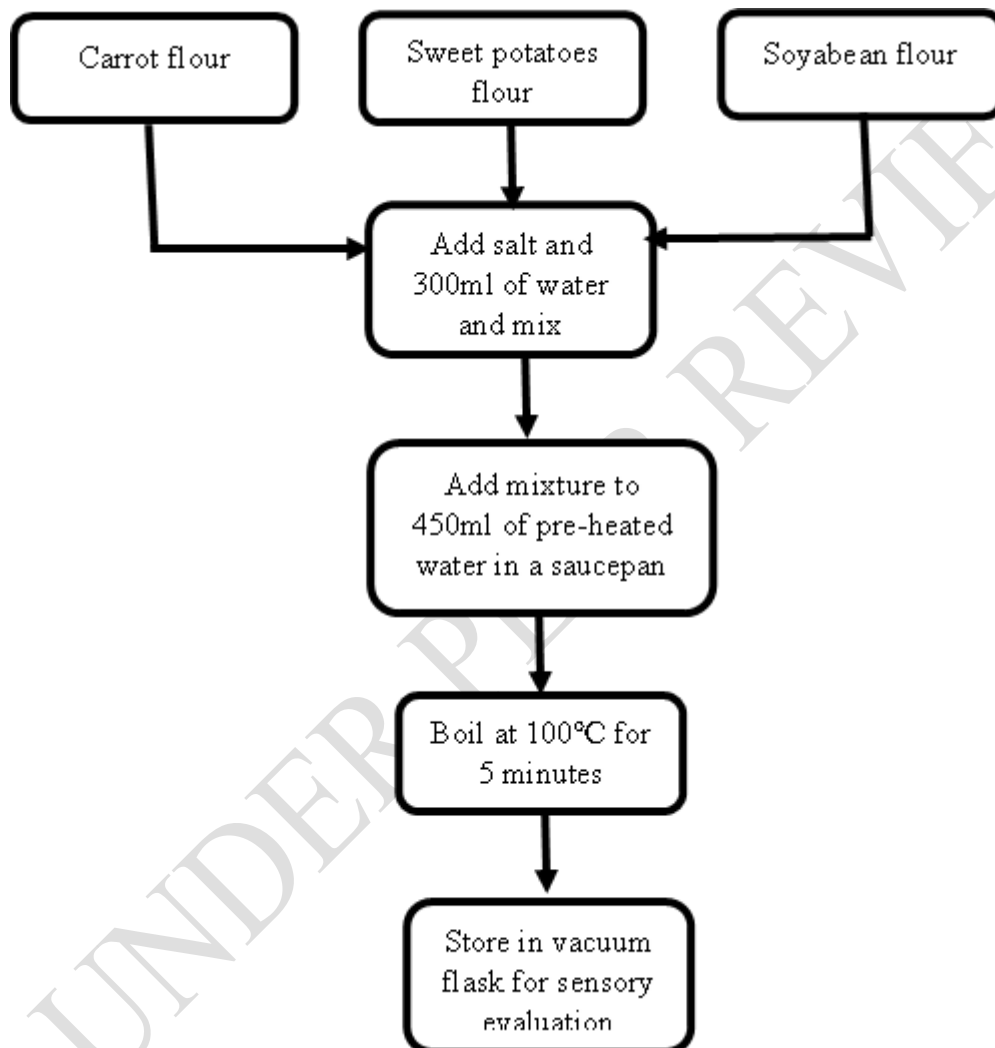 Carrot flour
Sweet potatoes
flour
Soyabean flour
Add salt and
300ml of water
and mix
Add mixture to
450ml of pre-heated
water in a saucepan
Boil at 100°C for
5 minutes
Store in vacuum
flask for sensory
evaluation
UNDER PEER REVIE